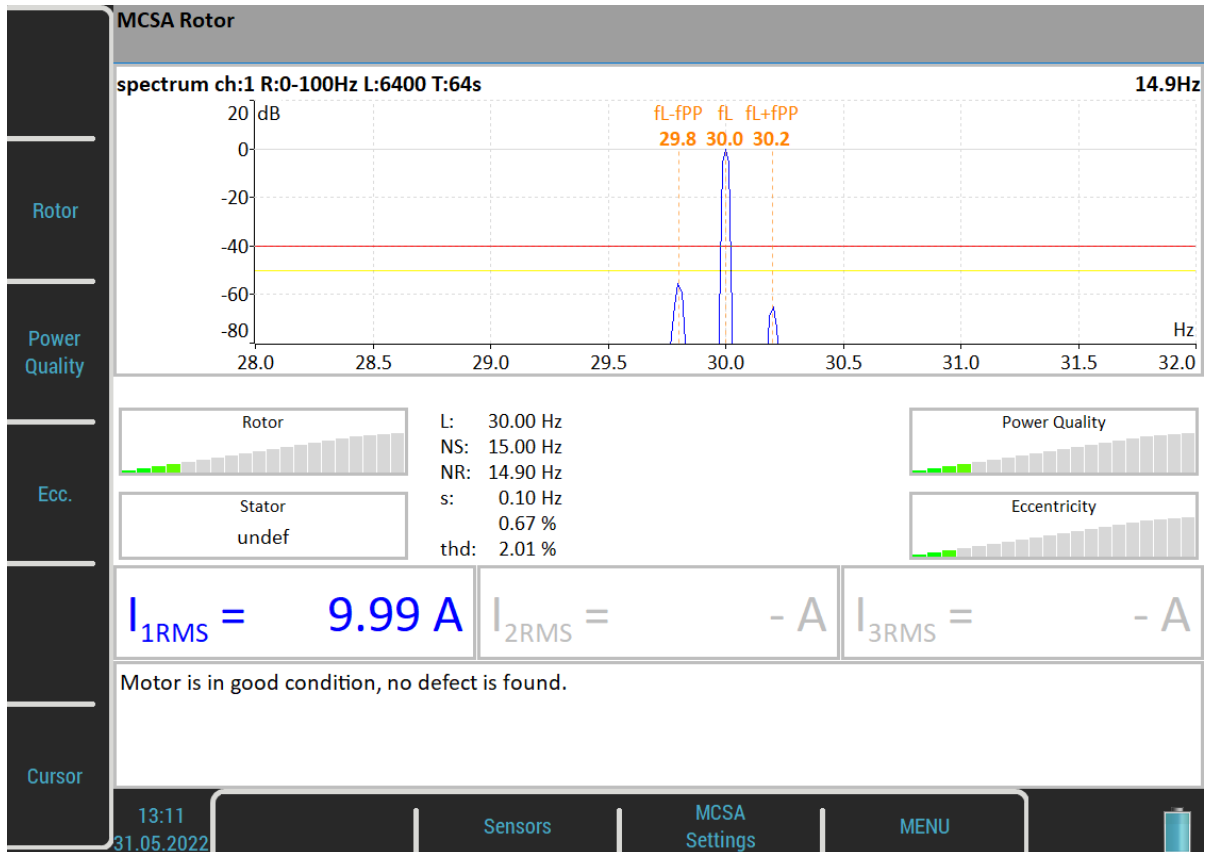 MCSA Rotor
spectrum ch:1 R:0-100Hz L:6400 T:64s 14.9Hz
20 dB
fL-fPP fL fL+fPP
29.8 30.0 30.2
0
-20
-40
-60
-80 Hz
28.0 28.5 29.0 29.5 30.0 30.5 31.0 31.5 32.0
Rotor
Power
Quality
Ecc.
Cursor
Rotor
Stator
undef
L: 30.00 Hz
NS: 15.00 Hz
NR: 14.90 Hz
s: 0.10 Hz
0.67 %
thd: 2.01 %
Power Quality
Eccentricity
I1RMS = 9.99 A I2RMS = - A I3RMS = - A
Motor is in good condition, no defect is found.
13:11
31.05.2022
Sensors
MCSA
Settings
MENU